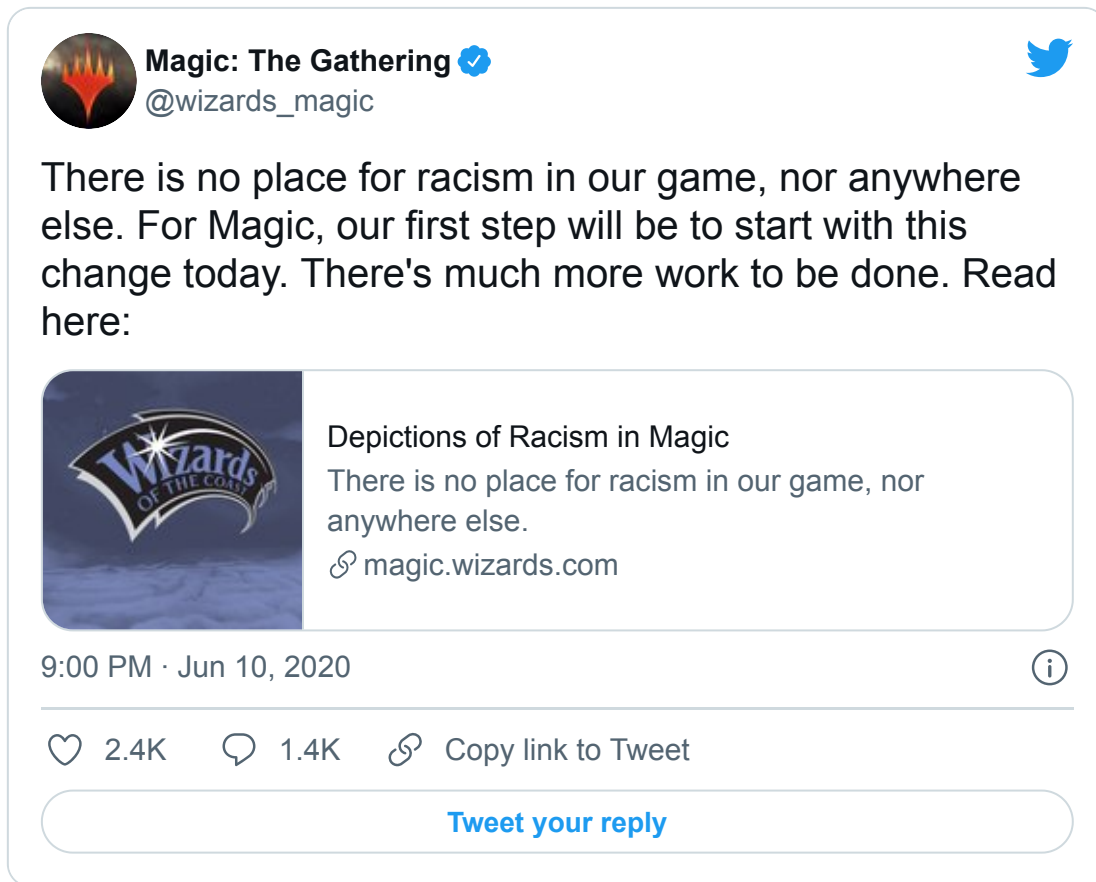 Magic: The Gathering
@wizards_magic
There is no place for racism in our game, nor anywhere
else. For Magic, our first step will be to start with this
change today. There's much more work to be done. Read
here:
Wizards
OF THE COAST
Depictions of Racism in Magic
There is no place for racism in our game, nor
anywhere else.
magic.wizards.com
9:00 PM · Jun 10, 2020
2.4K 1.4K Copy link to Tweet
Tweet your reply